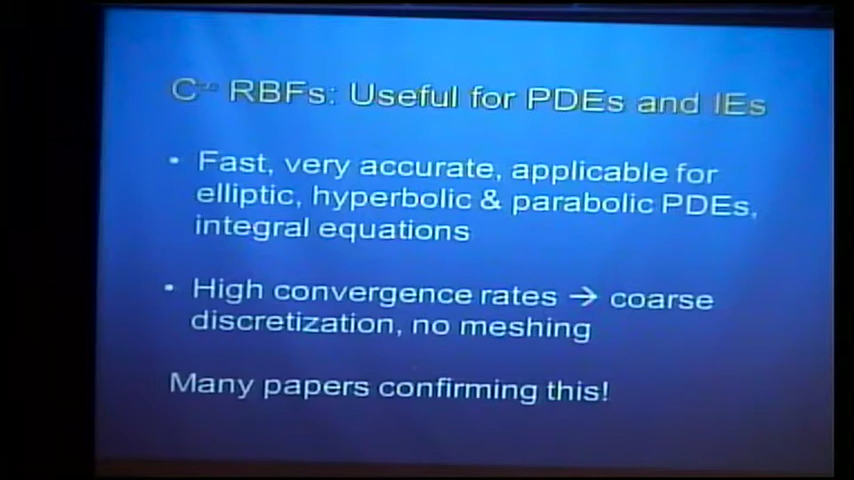 C∞ RBFs: Useful for PDEs and IEs
• Fast, very accurate, applicable for
elliptic, hyperbolic & parabolic PDEs,
integral equations
• High convergence rates → coarse
discretization, no meshing
Many papers confirming this!